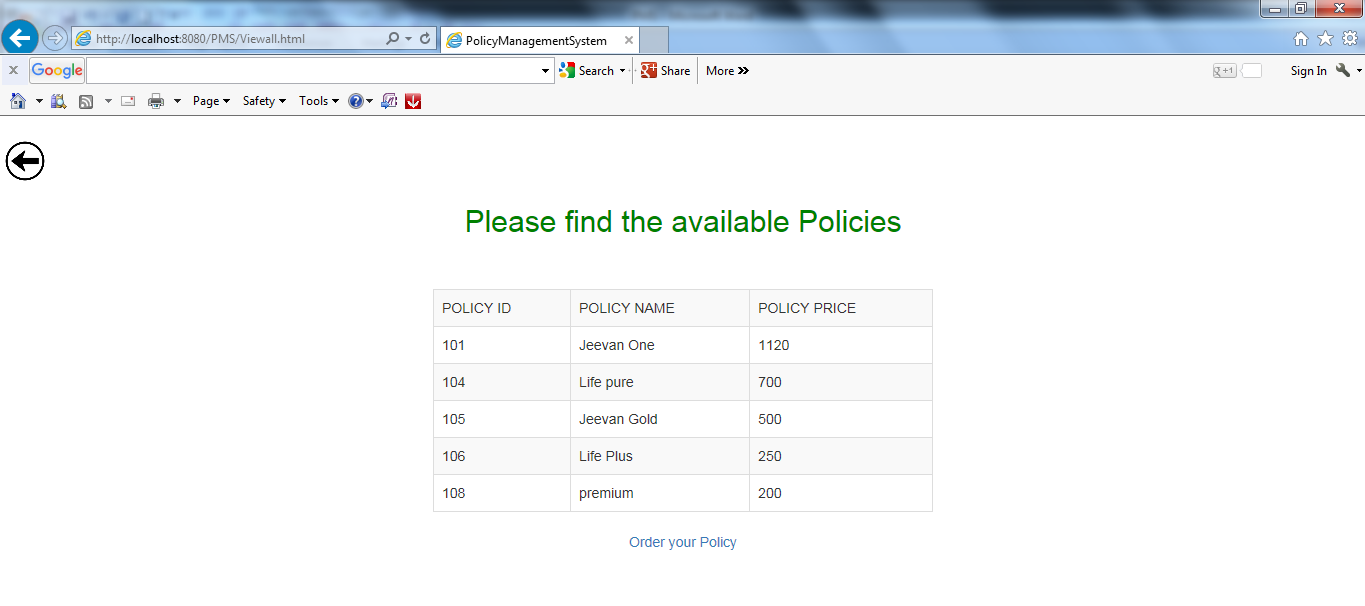 http://localhost:8080/PMS/Viewall.html
PolicyManagementSystem
x Google Search Share More »
g +1 Sign In
Page Safety Tools
Please find the available Policies
POLICY ID POLICY NAME POLICY PRICE
101 Jeevan One 1120
104 Life pure 700
105 Jeevan Gold 500
106 Life Plus 250
108 premium 200
Order your Policy